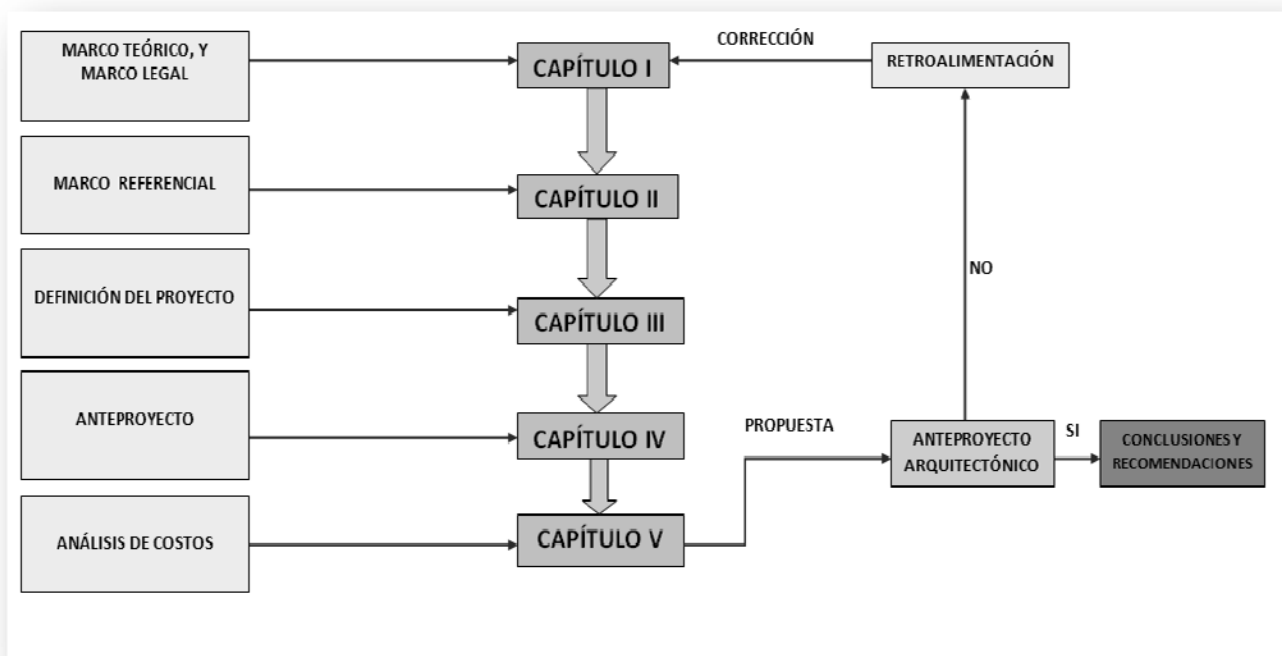 MARCO TEÓRICO, Y
MARCO LEGAL
CAPÍTULO I
CORRECCIÓN
RETROALIMENTACIÓN
MARCO REFERENCIAL
CAPÍTULO II
NO
DEFINICIÓN DEL PROYECTO
CAPÍTULO III
ANTEPROYECTO
CAPÍTULO IV
PROPUESTA
ANTEPROYECTO
ARQUITECTÓNICO
SI
CONCLUSIONES Y
RECOMENDACIONES
ANÁLISIS DE COSTOS
CAPÍTULO V